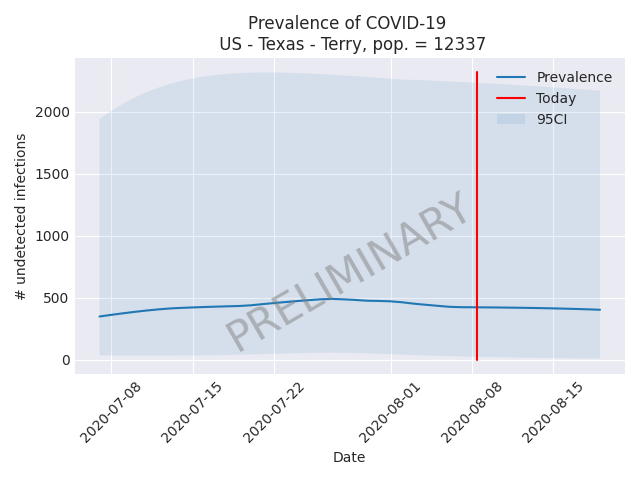 Prevalence of COVID-19
US - Texas - Terry, pop. = 12337
Prevalence
Today
95CI
# undetected infections
2000
1500
1000
500
0
PRELIMINARY
2020-07-08
2020-07-15
2020-07-22
2020-08-01
2020-08-08
2020-08-15
Date